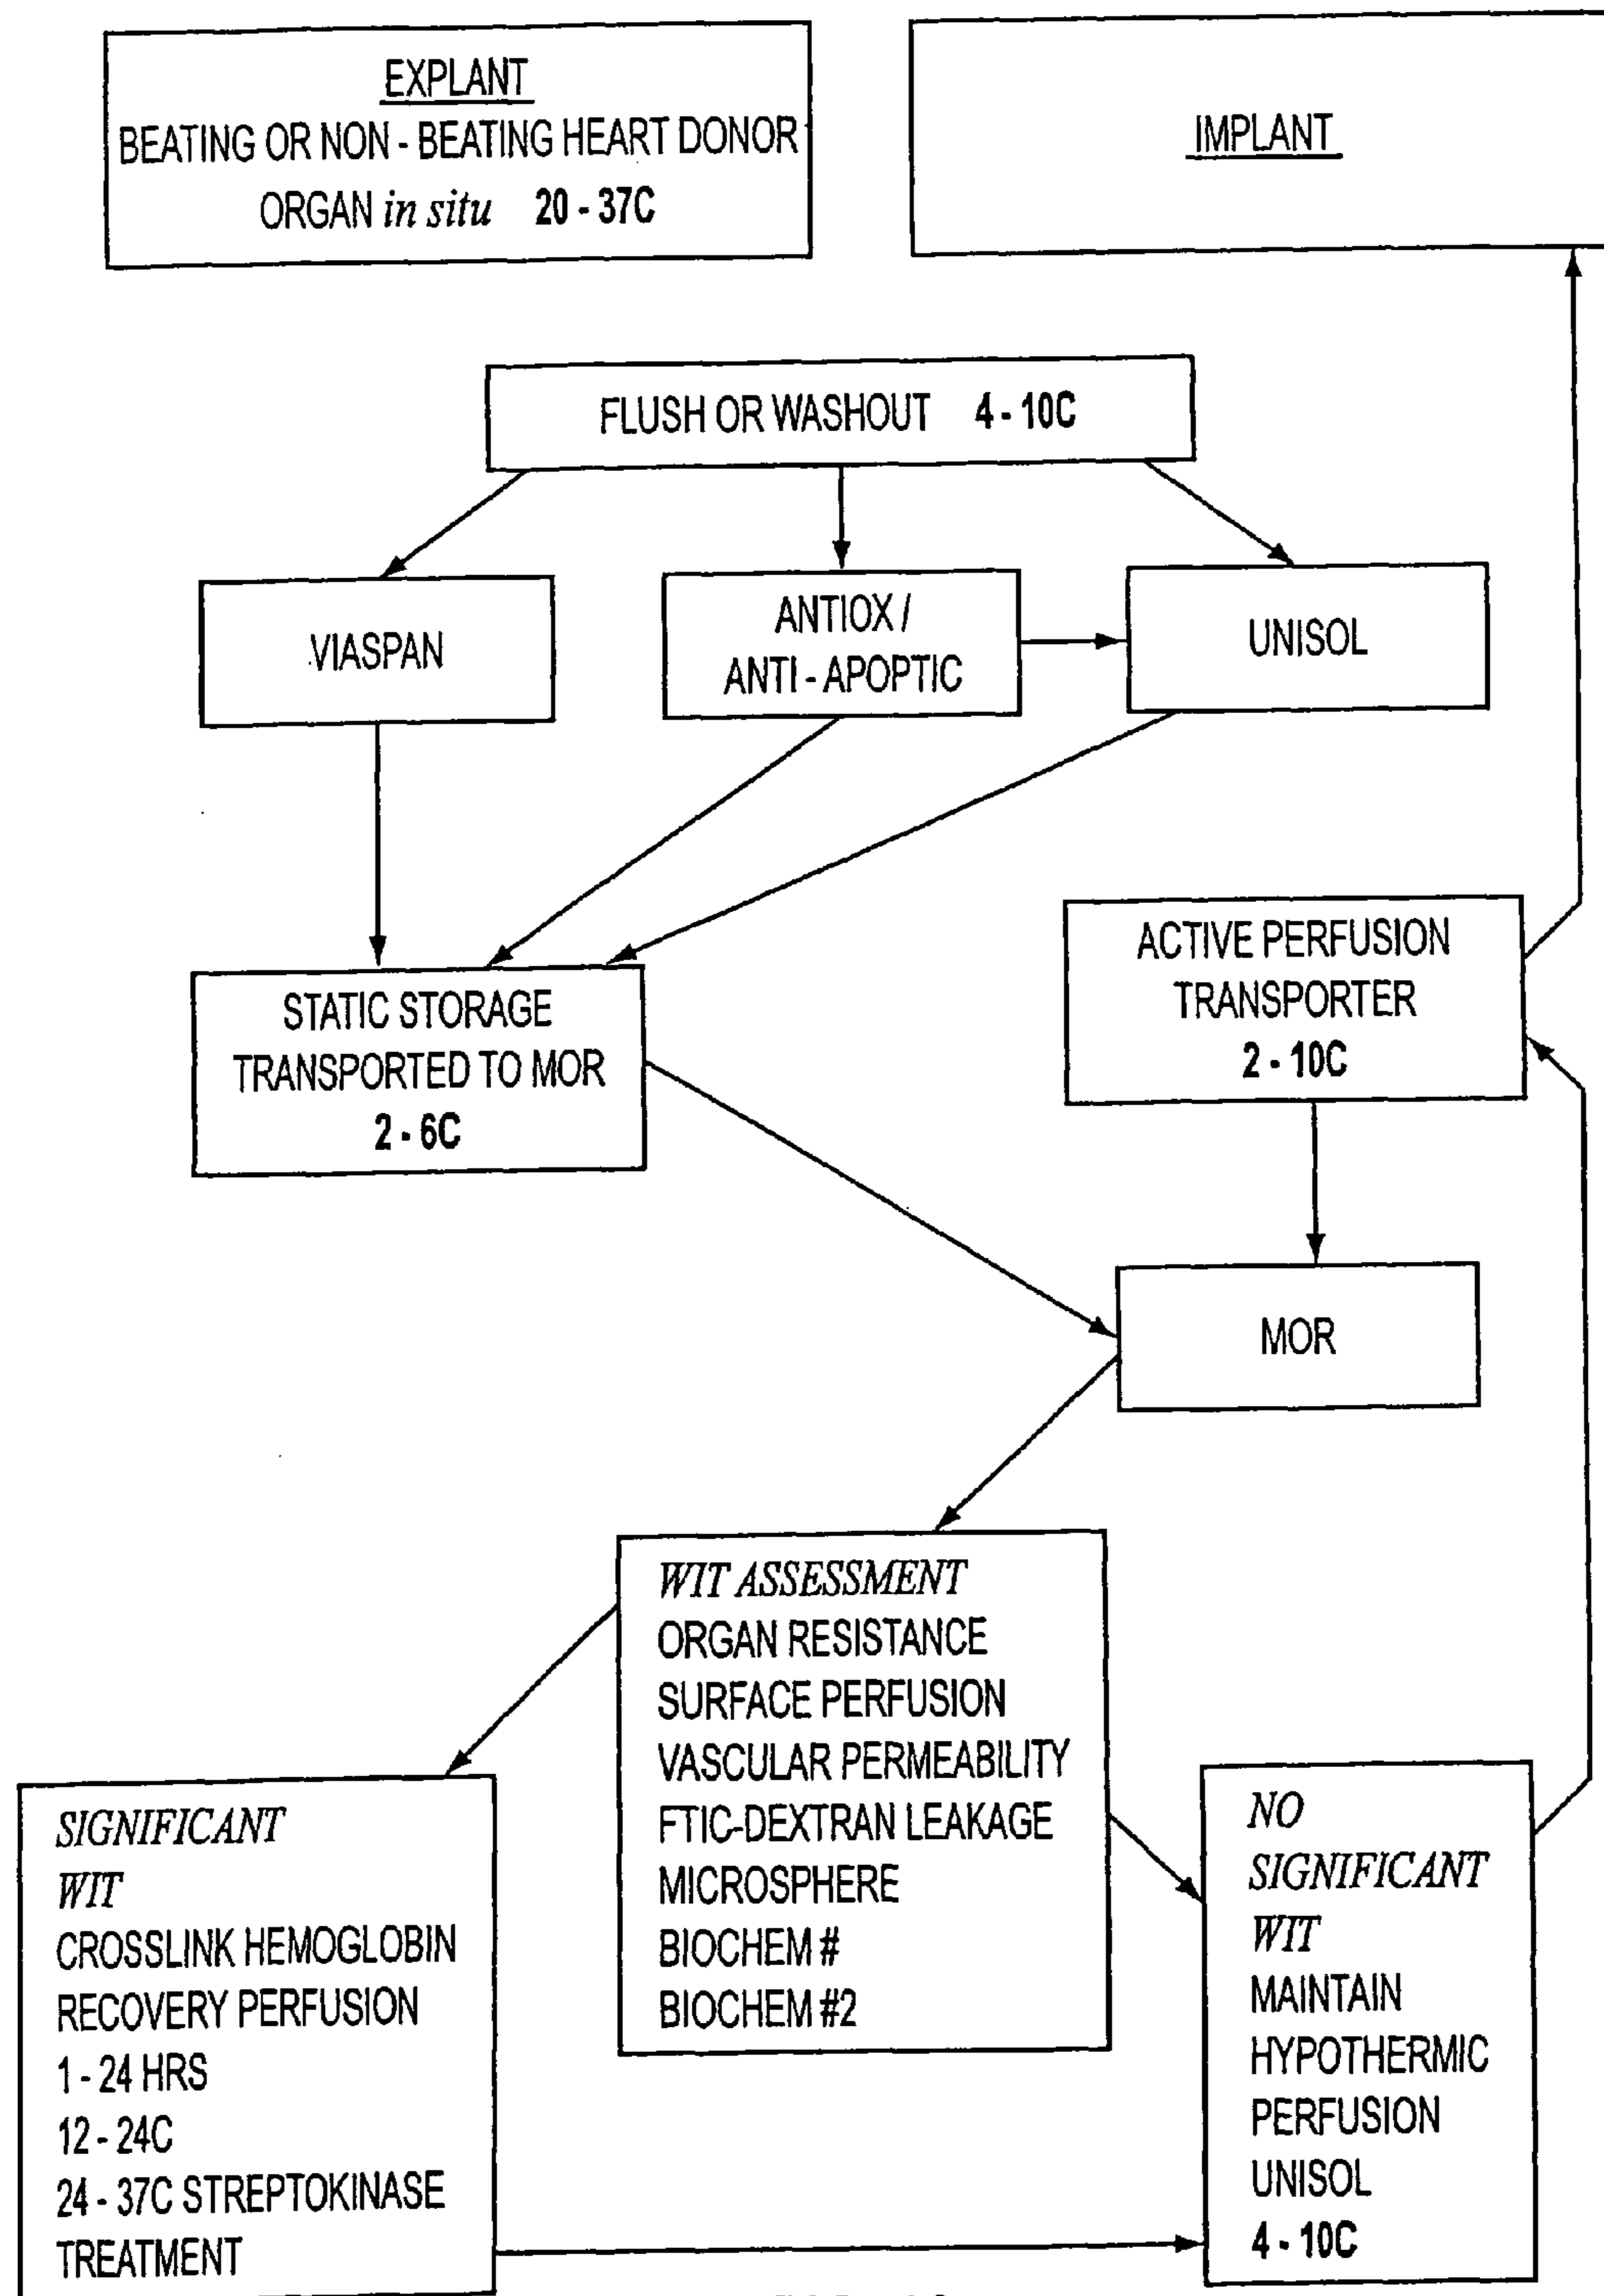 EXPLANT
BEATING OR NON - BEATING HEART DONOR
ORGAN in situ 20 - 37C
IMPLANT
FLUSH OR WASHOUT 4 - 10C
VIASPAN
ANTIOX /
ANTI - APOPTIC
UNISOL
STATIC STORAGE
TRANSPORTED TO MOR
2 - 6C
ACTIVE PERFUSION
TRANSPORTER
2 - 10C
MOR
WIT ASSESSMENT
ORGAN RESISTANCE
SURFACE PERFUSION
VASCULAR PERMEABILITY
FTIC-DEXTRAN LEAKAGE
MICROSPHERE
BIOCHEM #
BIOCHEM #2
SIGNIFICANT
WIT
CROSSLINK HEMOGLOBIN
RECOVERY PERFUSION
1 - 24 HRS
12 - 24C
24 - 37C STREPTOKINASE
TREATMENT
NO
SIGNIFICANT
WIT
MAINTAIN
HYPOTHERMIC
PERFUSION
UNISOL
4 - 10C